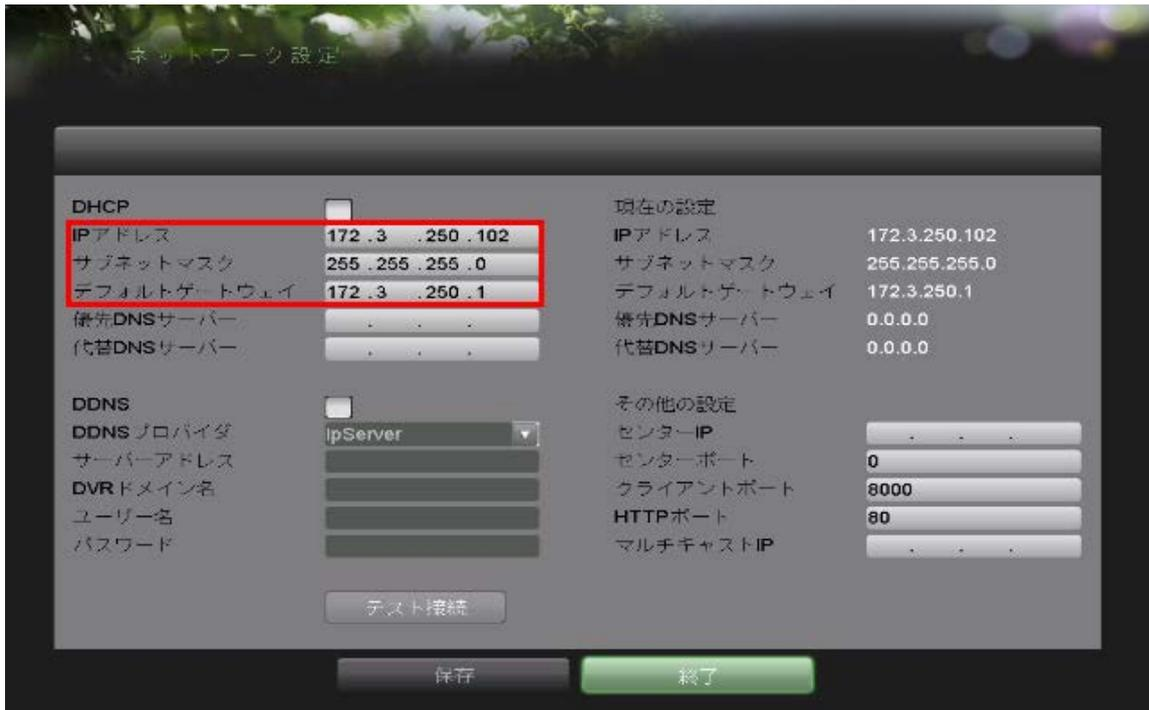 ネットワーク設定
DHCP
IPアドレス 172 .3 .250 .102
サブネットマスク 255 .255 .255 .0
デフォルトゲートウェイ 172 .3 .250 .1
優先DNSサーバー . . .
代替DNSサーバー . . .
DDNS
DDNSプロバイダ IpServer
サーバーアドレス
DVRドメイン名
ユーザー名
パスワード
テスト接続
現在の設定
IPアドレス 172.3.250.102
サブネットマスク 255.255.255.0
デフォルトゲートウェイ 172.3.250.1
優先DNSサーバー 0.0.0.0
代替DNSサーバー 0.0.0.0
その他の設定
センターIP . . .
センターポート 0
クライアントポート 8000
HTTPポート 80
マルチキャストIP . . .
保存 終了